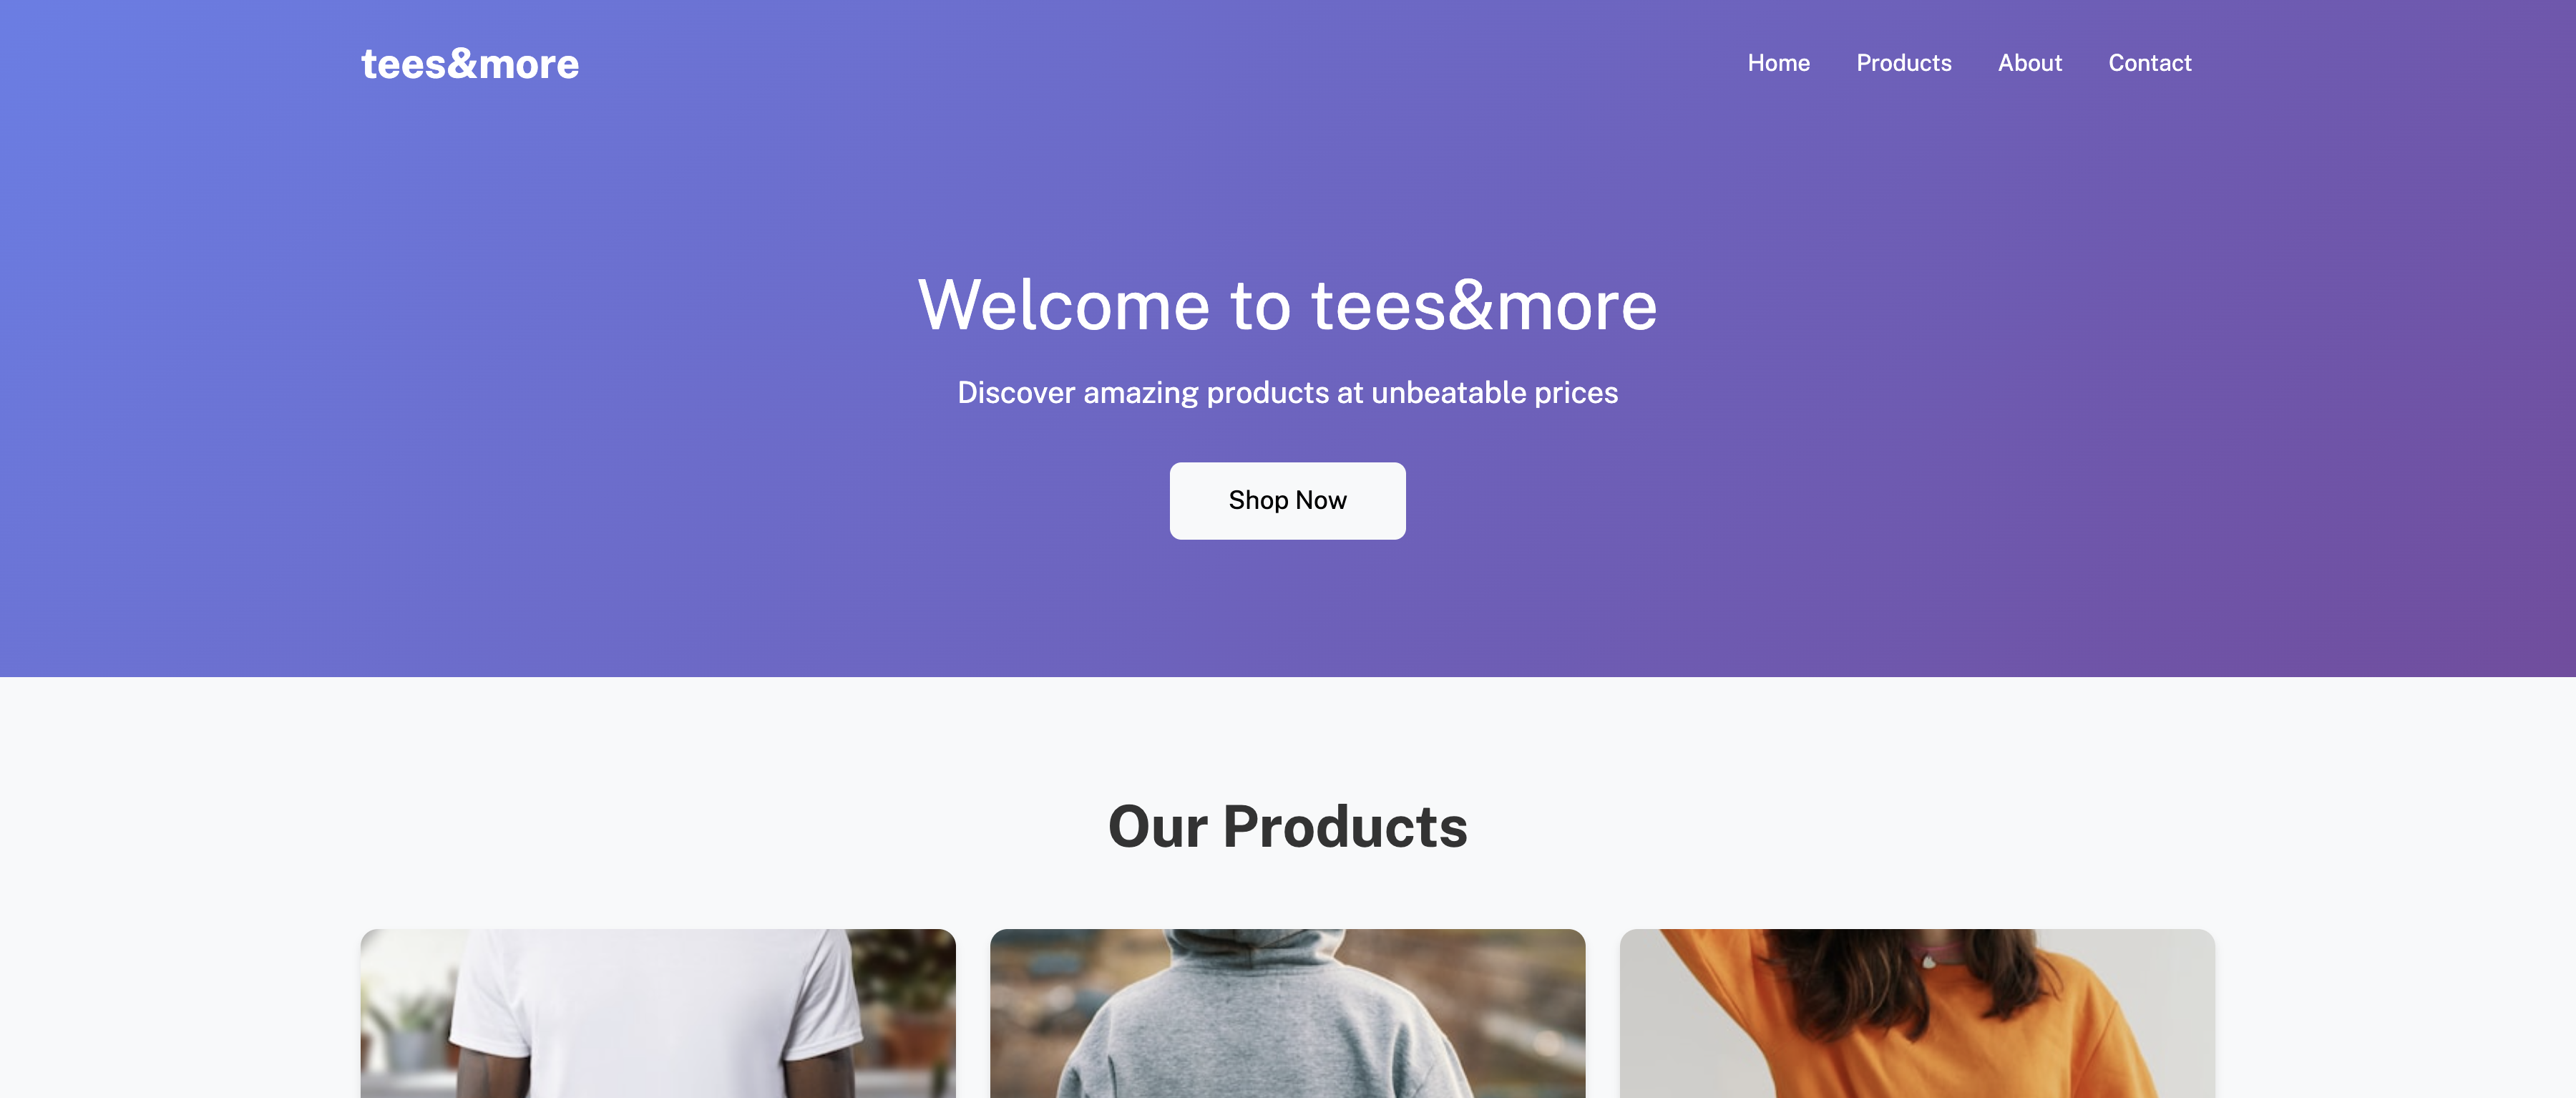 tees&more
Home Products About Contact
Welcome to tees&more
Discover amazing products at unbeatable prices
Shop Now
Our Products